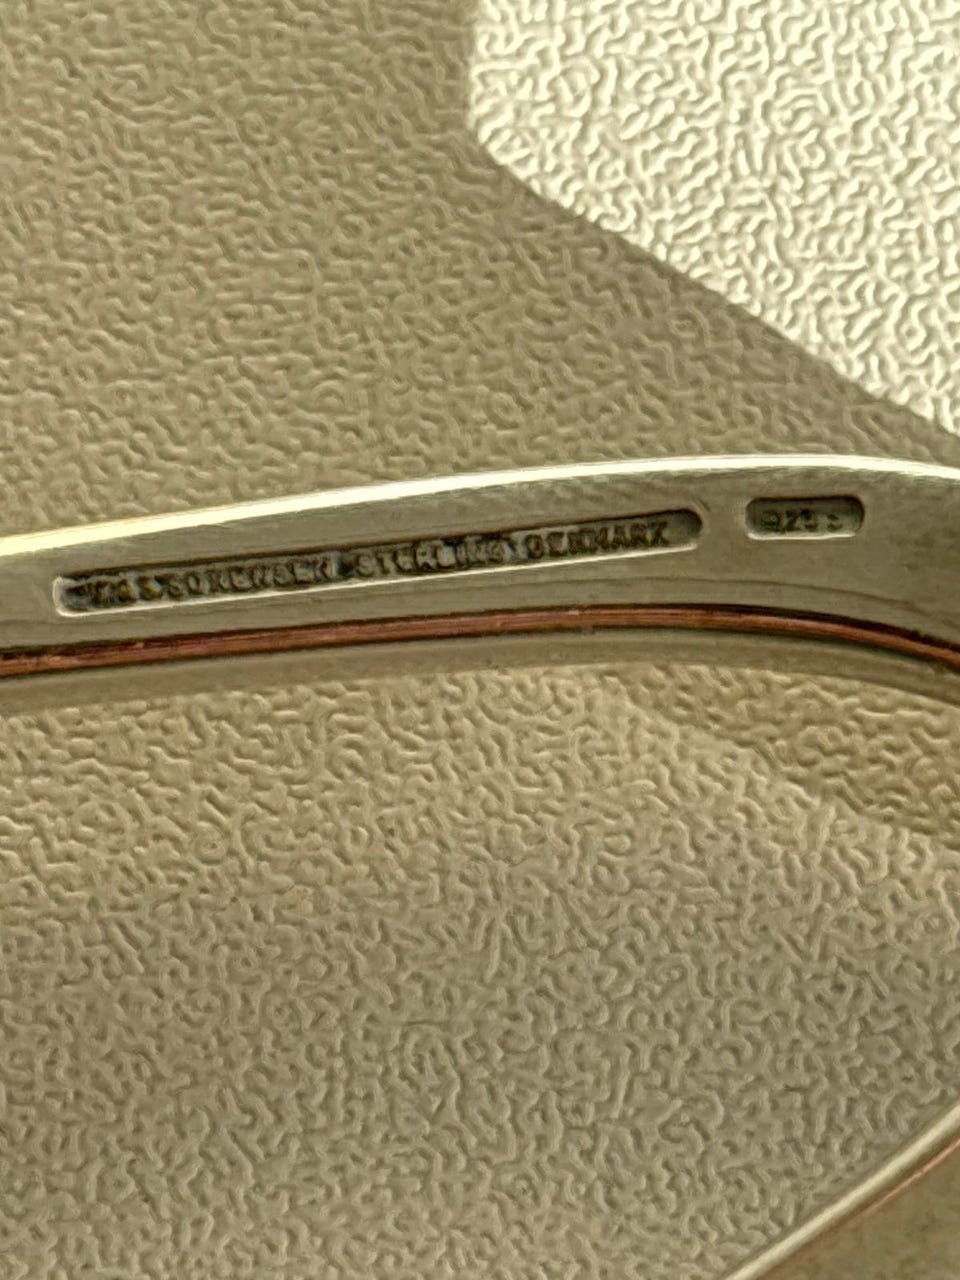 S. SORENSEN STERLING DENMARK
925 S